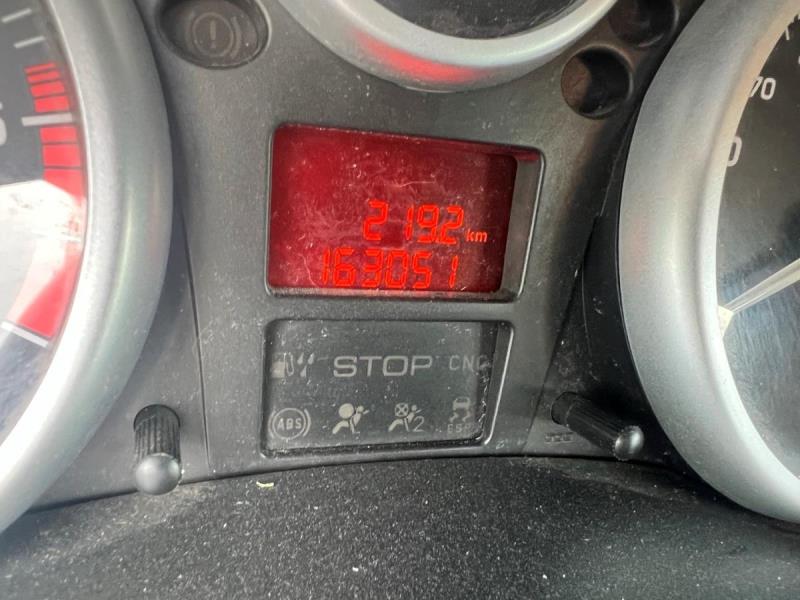 70
219.2 km
163051
STOP CNG
ABS 2 ESP